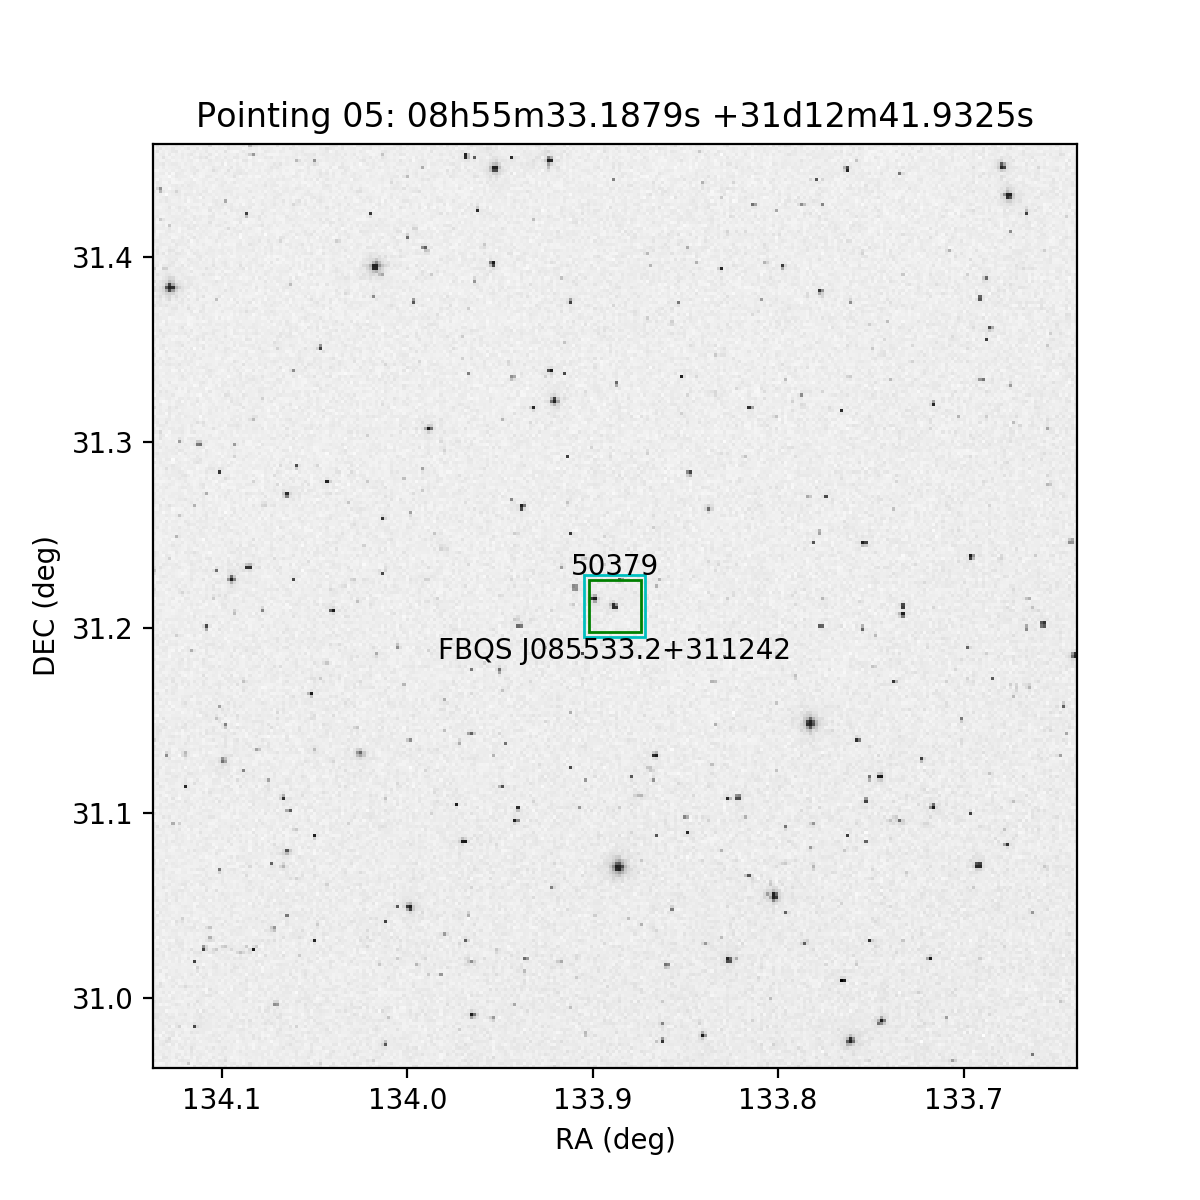 Pointing 05: 08h55m33.1879s +31d12m41.9325s
31.4
31.3
31.2
31.1
31.0
DEC (deg)
50379
FBQS J085533.2+311242
134.1 134.0 133.9 133.8 133.7
RA (deg)